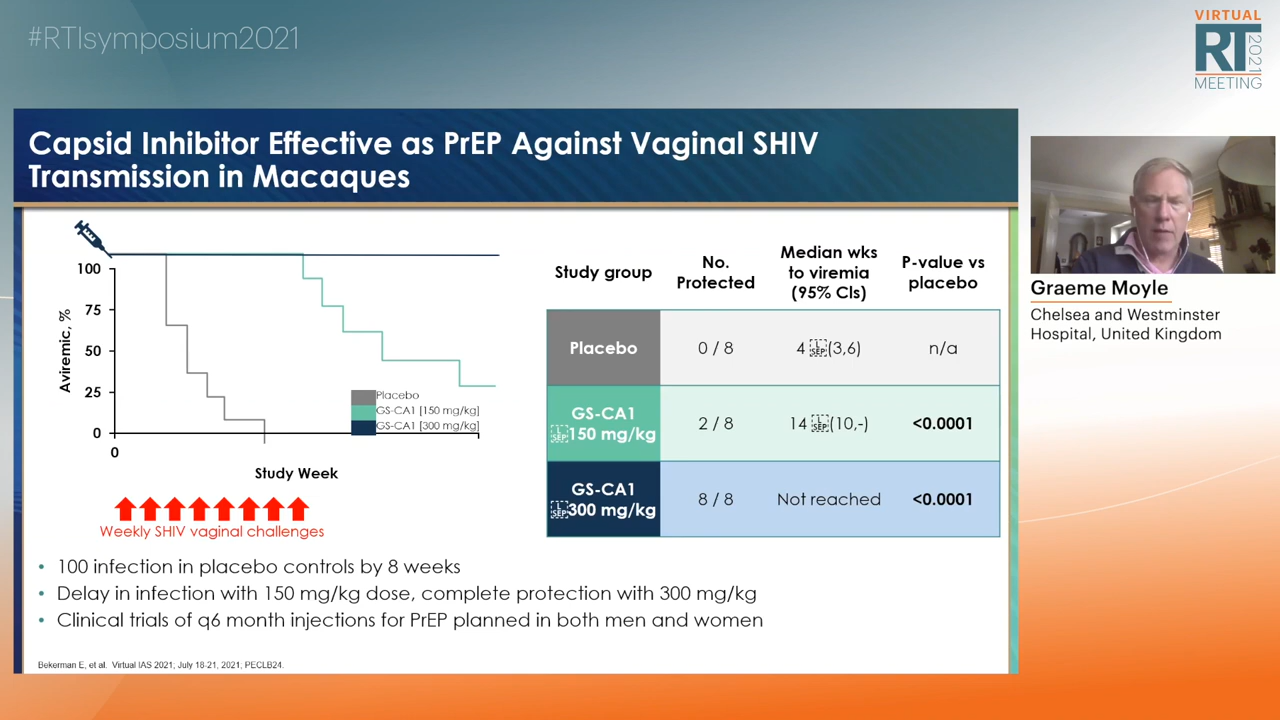 #RTIsymposium2021
VIRTUAL
RT
2021
MEETING
Capsid Inhibitor Effective as PrEP Against Vaginal SHIV
Transmission in Macaques
Aviremic, %
100
75
50
25
0
0
Study Week
Placebo
GS-CA1 [150 mg/kg]
GS-CA1 [300 mg/kg]
Weekly SHIV vaginal challenges
Study group
No.
Protected
Median wks
to viremia
(95% CIs)
P-value vs
placebo
Placebo
0 / 8
4 L SEP (3,6)
n/a
GS-CA1
L SEP 150 mg/kg
2 / 8
14 L SEP (10,-)
<0.0001
GS-CA1
L SEP 300 mg/kg
8 / 8
Not reached
<0.0001
• 100 infection in placebo controls by 8 weeks
• Delay in infection with 150 mg/kg dose, complete protection with 300 mg/kg
• Clinical trials of q6 month injections for PrEP planned in both men and women
Bekerman E, et al. Virtual IAS 2021; July 18-21, 2021; PECLB24.
Graeme Moyle
Chelsea and Westminster
Hospital, United Kingdom